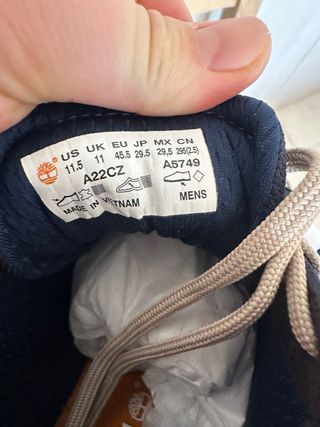 US UK EU JP MX CN
11.5 11 45.5 29.5 29,5 295(2.5)
A22CZ A5749
MADE IN VIETNAM MENS